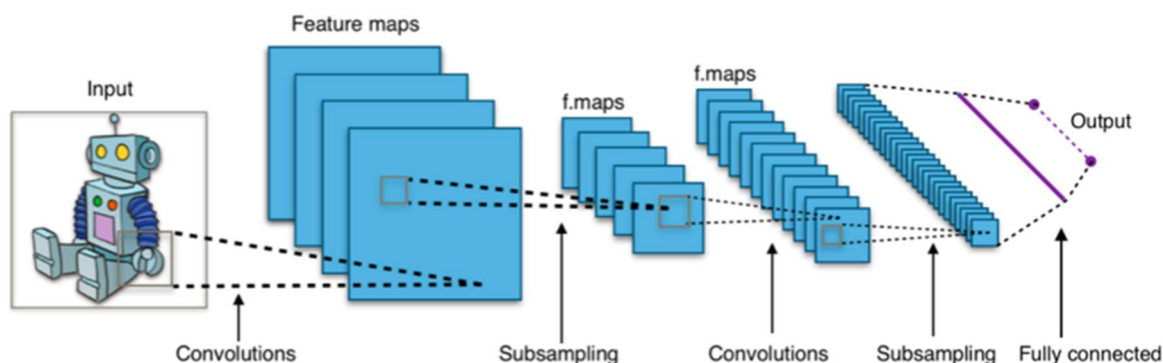 Feature maps
f.maps
Input
f.maps
Output
Convolutions
Subsampling
Convolutions
Subsampling
Fully connected